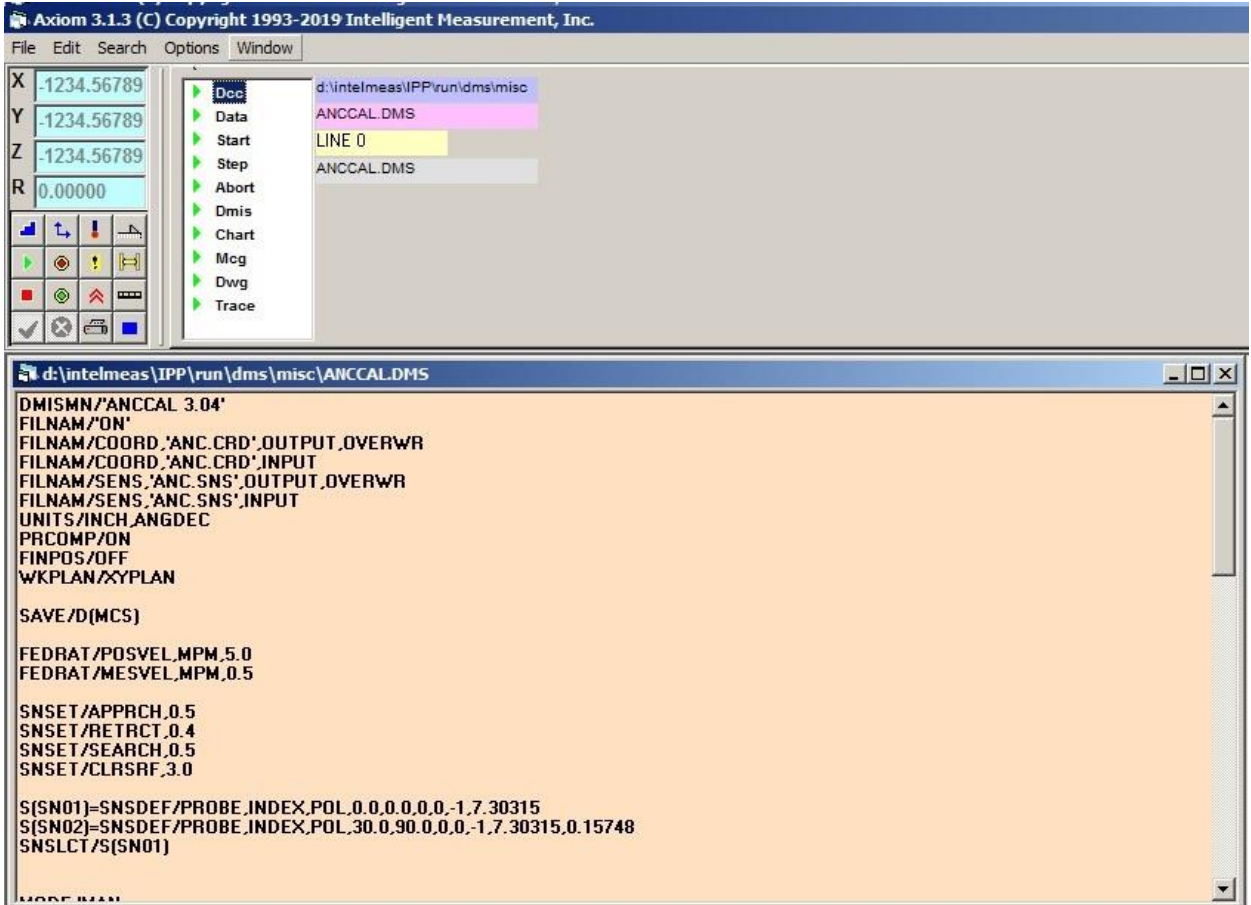 Axiom 3.1.3 (C) Copyright 1993-2019 Intelligent Measurement, Inc.
File Edit Search Options Window
X -1234.56789
Y -1234.56789
Z -1234.56789
R 0.00000
Dcc
Data
Start
Step
Abort
Dmis
Chart
Mcg
Dwg
Trace
d:\intelmeas\IPP\run\dms\misc
ANCCAL.DMS
LINE 0
ANCCAL.DMS
d:\intelmeas\IPP\run\dms\misc\ANCCAL.DMS
DMISMN/'ANCCAL 3.04'
FILNAM/'ON'
FILNAM/COORD,'ANC.CRD',OUTPUT,OVERWR
FILNAM/COORD,'ANC.CRD',INPUT
FILNAM/SENS,'ANC.SNS',OUTPUT,OVERWR
FILNAM/SENS,'ANC.SNS',INPUT
UNITS/INCH,ANGDEC
PRCOMP/ON
FINPOS/OFF
WKPLAN/XYPLAN
SAVE/D(MCS)
FEDRAT/POSVEL,MPM,5.0
FEDRAT/MESVEL,MPM,0.5
SNSET/APPRCH,0.5
SNSET/RETRCT,0.4
SNSET/SEARCH,0.5
SNSET/CLRSRF,3.0
S(SN01)=SNSDEF/PROBE,INDEX,POL,0.0,0.0,0,0,-1,7.30315
S(SN02)=SNSDEF/PROBE,INDEX,POL,30.0,90.0,0,0,-1,7.30315,0.15748
SNSLCT/S(SN01)